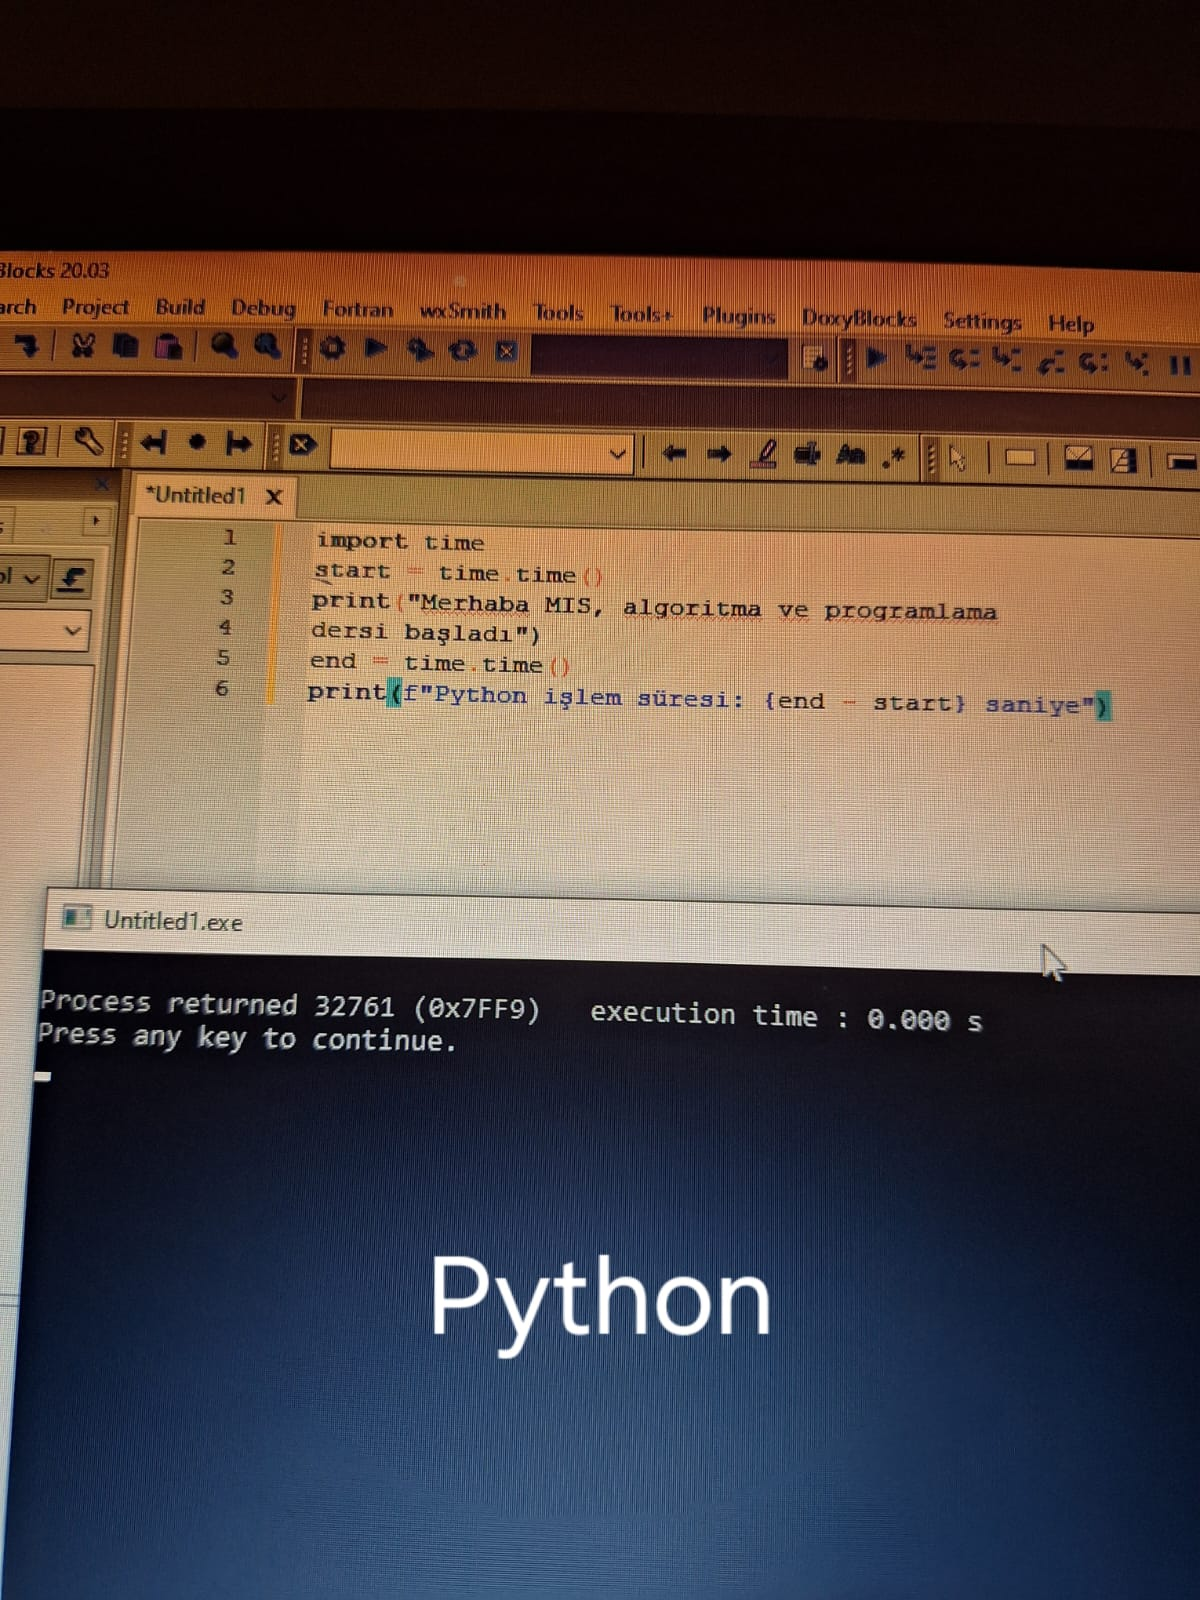 Blocks 20.03
arch Project Build Debug Fortran wxSmith Tools Tools+ Plugins DoxyBlocks Settings Help
*Untitled1 X
1 import time
2 start = time.time()
3 print("Merhaba MIS, algoritma ve programlama
4 dersi başladı")
5 end = time.time()
6 print(f"Python işlem süresi: {end - start} saniye")
Untitled1.exe
Process returned 32761 (0x7FF9) execution time : 0.000 s
Press any key to continue.
Python